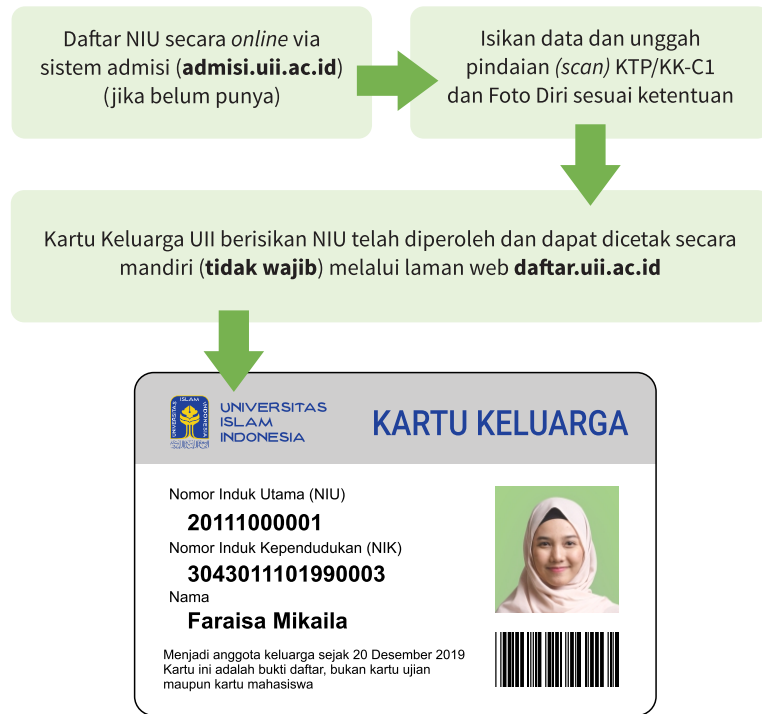 Daftar NIU secara online via
sistem admisi (admisi.uii.ac.id)
(jika belum punya)
Isikan data dan unggah
pindaian (scan) KTP/KK-C1
dan Foto Diri sesuai ketentuan
Kartu Keluarga UII berisikan NIU telah diperoleh dan dapat dicetak secara
mandiri (tidak wajib) melalui laman web daftar.uii.ac.id
UNIVERSITAS
ISLAM
INDONESIA
KARTU KELUARGA
Nomor Induk Utama (NIU)
20111000001
Nomor Induk Kependudukan (NIK)
3043011101990003
Nama
Faraisa Mikaila
Menjadi anggota keluarga sejak 20 Desember 2019
Kartu ini adalah bukti daftar, bukan kartu ujian
maupun kartu mahasiswa